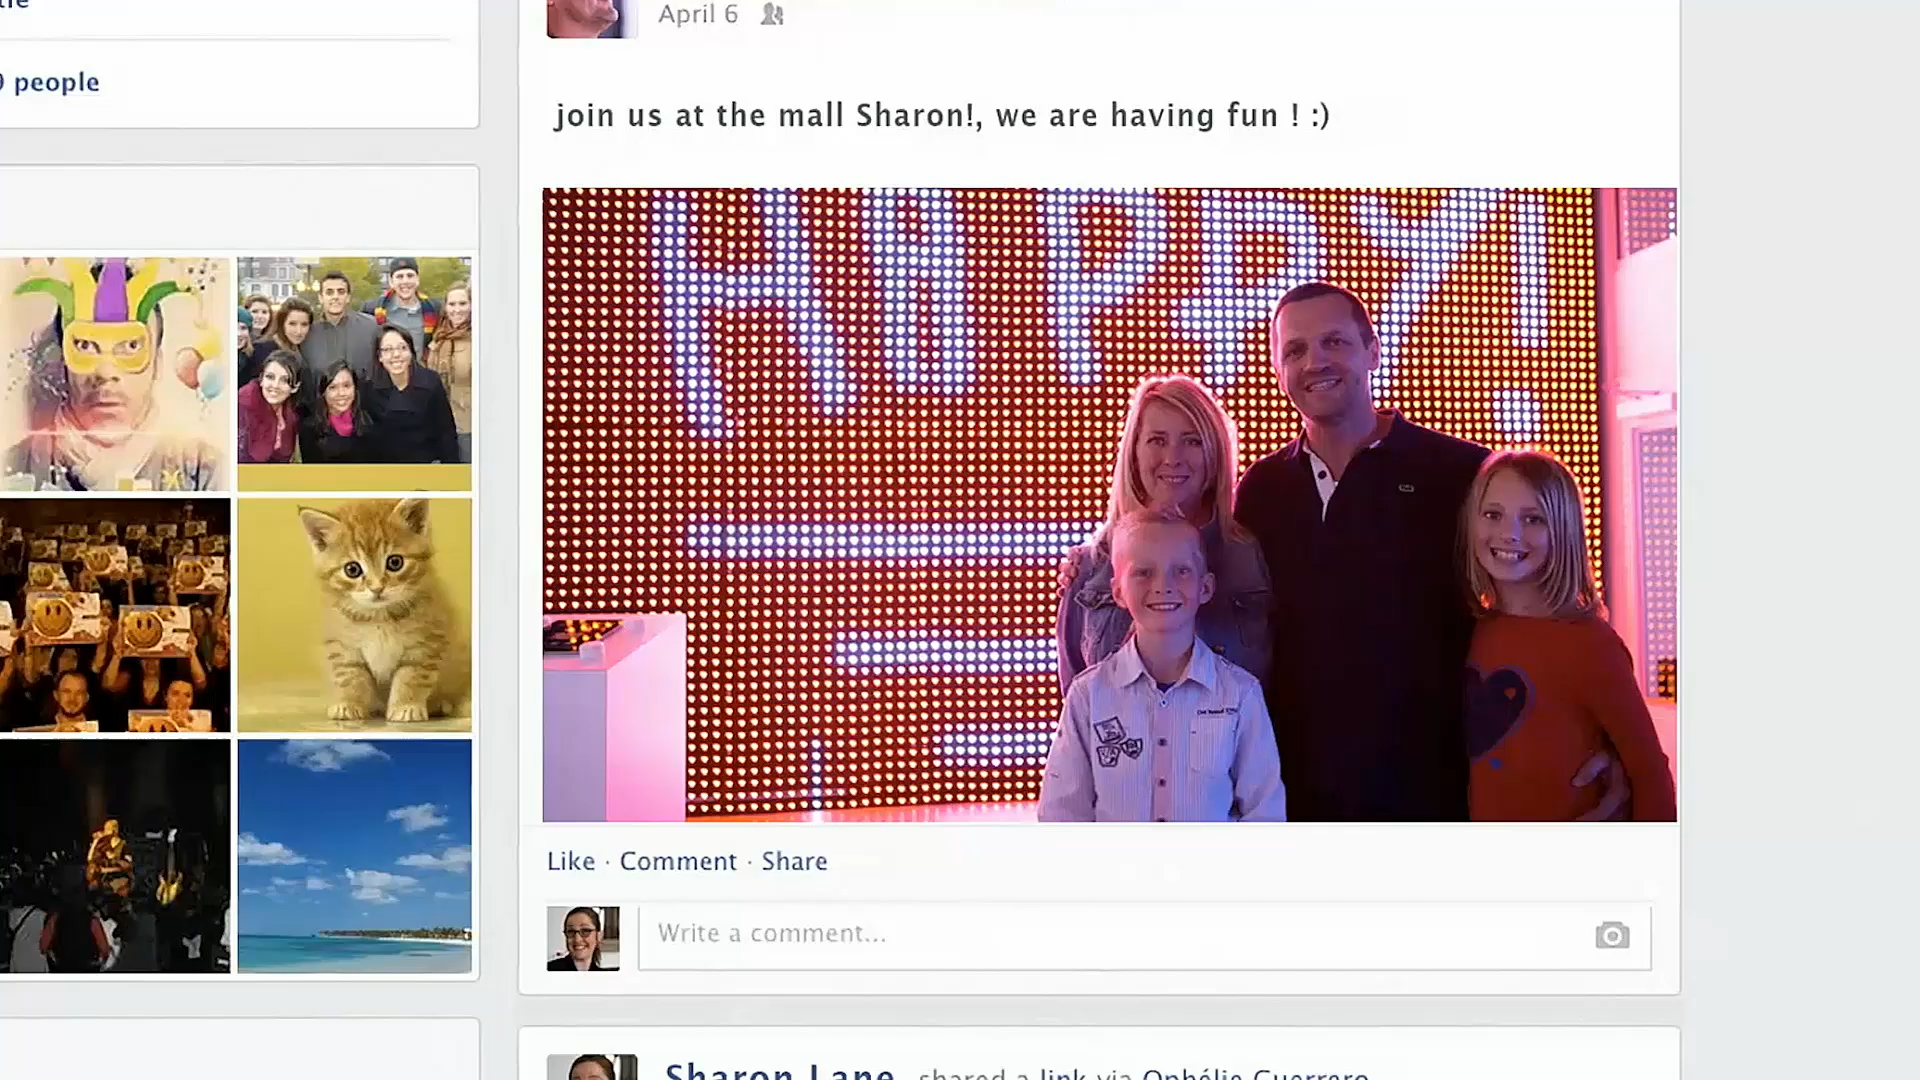 people
April 6
join us at the mall Sharon!, we are having fun ! :)
HAPPY!
Like · Comment · Share
Write a comment...
Sharon Lane shared a link via Ophélie Guerrero